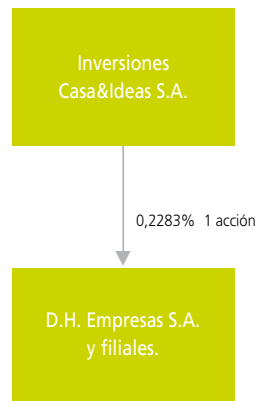 Inversiones
Casa&Ideas S.A.
0,2283% 1 acción
D.H. Empresas S.A.
y filiales.